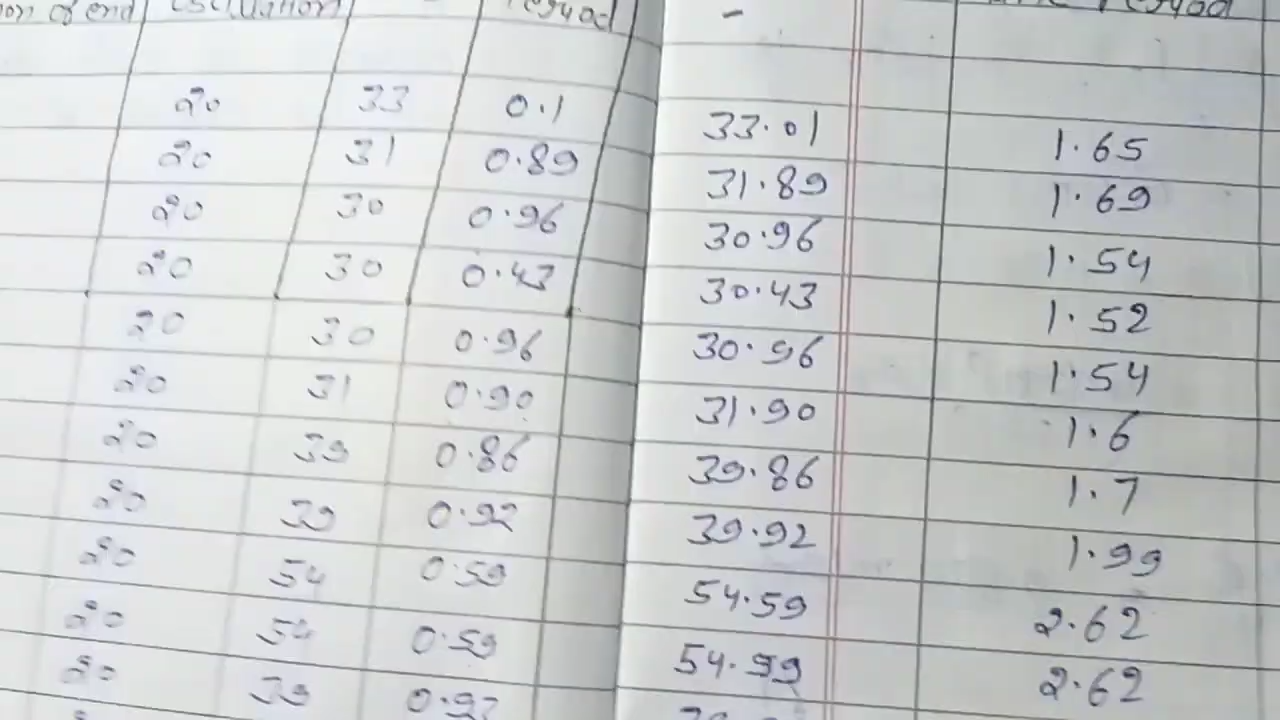 on of end
20 33 0.1 33.01 1.65
20 31 0.89 31.89 1.69
20 30 0.96 30.96 1.54
20 30 0.43 30.43 1.52
20 30 0.96 30.96 1.54
20 31 0.90 31.90 1.6
20 39 0.86 39.86 1.7
20 39 0.92 39.92 1.99
20 54 0.59 54.59 2.62
20 54 0.59 54.99 2.62
20 39 0.92